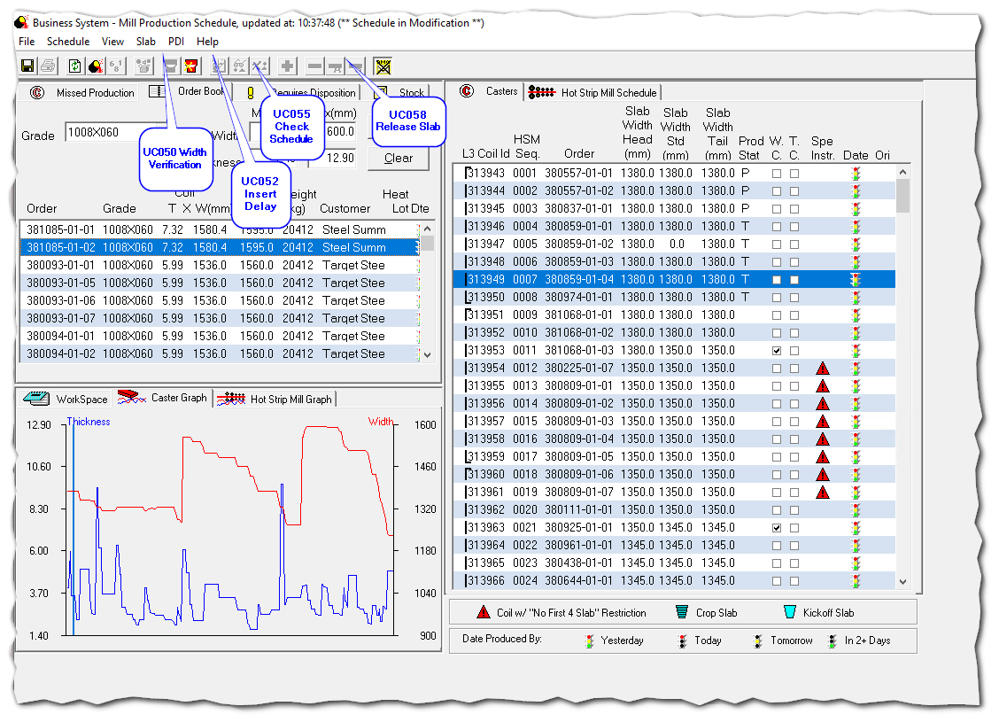 Business System - Mill Production Schedule, updated at: 10:37:48 (** Schedule in Modification **)
File Schedule View Slab PDI Help
Missed Production Order Book Requires Disposition Stock
Grade 1008X060 Width 600.0
12.90 Clear
UC050 Width Verification
UC052 Insert Delay
UC055 Check Schedule
UC058 Release Slab
Order Grade T X W(mm) Customer Heat Lot Dte
381085-01-01 1008X060 7.32 1580.4 1595.0 20412 Steel Summ
381085-01-02 1008X060 7.32 1580.4 1595.0 20412 Steel Summ
380093-01-01 1008X060 5.99 1536.0 1560.0 20412 Target Stee
380093-01-05 1008X060 5.99 1536.0 1560.0 20412 Target Stee
380093-01-06 1008X060 5.99 1536.0 1560.0 20412 Target Stee
380093-01-07 1008X060 5.99 1536.0 1560.0 20412 Target Stee
380094-01-01 1008X060 5.99 1536.0 1560.0 20412 Target Stee
380094-01-02 1008X060 5.99 1536.0 1560.0 20412 Target Stee
WorkSpace Caster Graph Hot Strip Mill Graph
Thickness Width
12.90 1600
10.60 1460
8.30 1320
6.00 1180
3.70 1040
1.40 900
Casters Hot Strip Mill Schedule
L3 Coil Id HSM Seq. Order Slab Width Head (mm) Slab Width Std (mm) Slab Width Tail (mm) Prod Stat W. C. T. C. Spe Instr. Date Ori
313943 0001 380557-01-01 1380.0 1380.0 1380.0 P
313944 0002 380557-01-02 1380.0 1380.0 1380.0 P
313945 0003 380837-01-01 1380.0 1380.0 1380.0 P
313946 0004 380859-01-01 1380.0 1380.0 1380.0 T
313947 0005 380859-01-02 1380.0 0.0 1380.0 T
313948 0006 380859-01-03 1380.0 1380.0 1380.0 T
313949 0007 380859-01-04 1380.0 1380.0 1380.0 T
313950 0008 380974-01-01 1380.0 1380.0 1380.0 T
313951 0009 381068-01-01 1380.0 1380.0 1380.0
313952 0010 381068-01-02 1380.0 1380.0 1380.0
313953 0011 381068-01-03 1380.0 1350.0 1350.0
313954 0012 380225-01-07 1350.0 1350.0 1350.0
313955 0013 380809-01-01 1350.0 1350.0 1350.0
313956 0014 380809-01-02 1350.0 1350.0 1350.0
313957 0015 380809-01-03 1350.0 1350.0 1350.0
313958 0016 380809-01-04 1350.0 1350.0 1350.0
313959 0017 380809-01-05 1350.0 1350.0 1350.0
313960 0018 380809-01-06 1350.0 1350.0 1350.0
313961 0019 380809-01-07 1350.0 1350.0 1350.0
313962 0020 380111-01-01 1350.0 1350.0 1350.0
313963 0021 380925-01-01 1350.0 1345.0 1345.0
313964 0022 380961-01-01 1345.0 1345.0 1345.0
313965 0023 380438-01-01 1345.0 1345.0 1345.0
313966 0024 380644-01-01 1345.0 1345.0 1345.0
Coil w/ "No First 4 Slab" Restriction Crop Slab Kickoff Slab
Date Produced By: Yesterday Today Tomorrow In 2+ Days